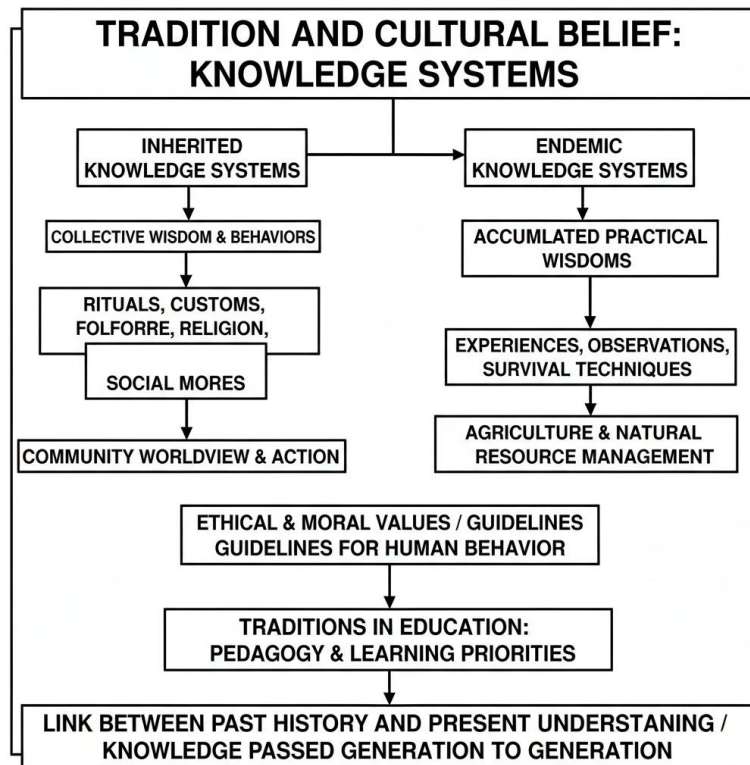 TRADITION AND CULTURAL BELIEF:
KNOWLEDGE SYSTEMS
INHERITED
KNOWLEDGE SYSTEMS
COLLECTIVE WISDOM & BEHAVIORS
RITUALS, CUSTOMS,
FOLFORRE, RELIGION,
SOCIAL MORES
COMMUNITY WORLDVIEW & ACTION
ENDEMIC
KNOWLEDGE SYSTEMS
ACCUMLATED PRACTICAL
WISDOMS
EXPERIENCES, OBSERVATIONS,
SURVIVAL TECHNIQUES
AGRICULTURE & NATURAL
RESOURCE MANAGEMENT
ETHICAL & MORAL VALUES / GUIDELINES
GUIDELINES FOR HUMAN BEHAVIOR
TRADITIONS IN EDUCATION:
PEDAGOGY & LEARNING PRIORITIES
LINK BETWEEN PAST HISTORY AND PRESENT UNDERSTANING /
KNOWLEDGE PASSED GENERATION TO GENERATION